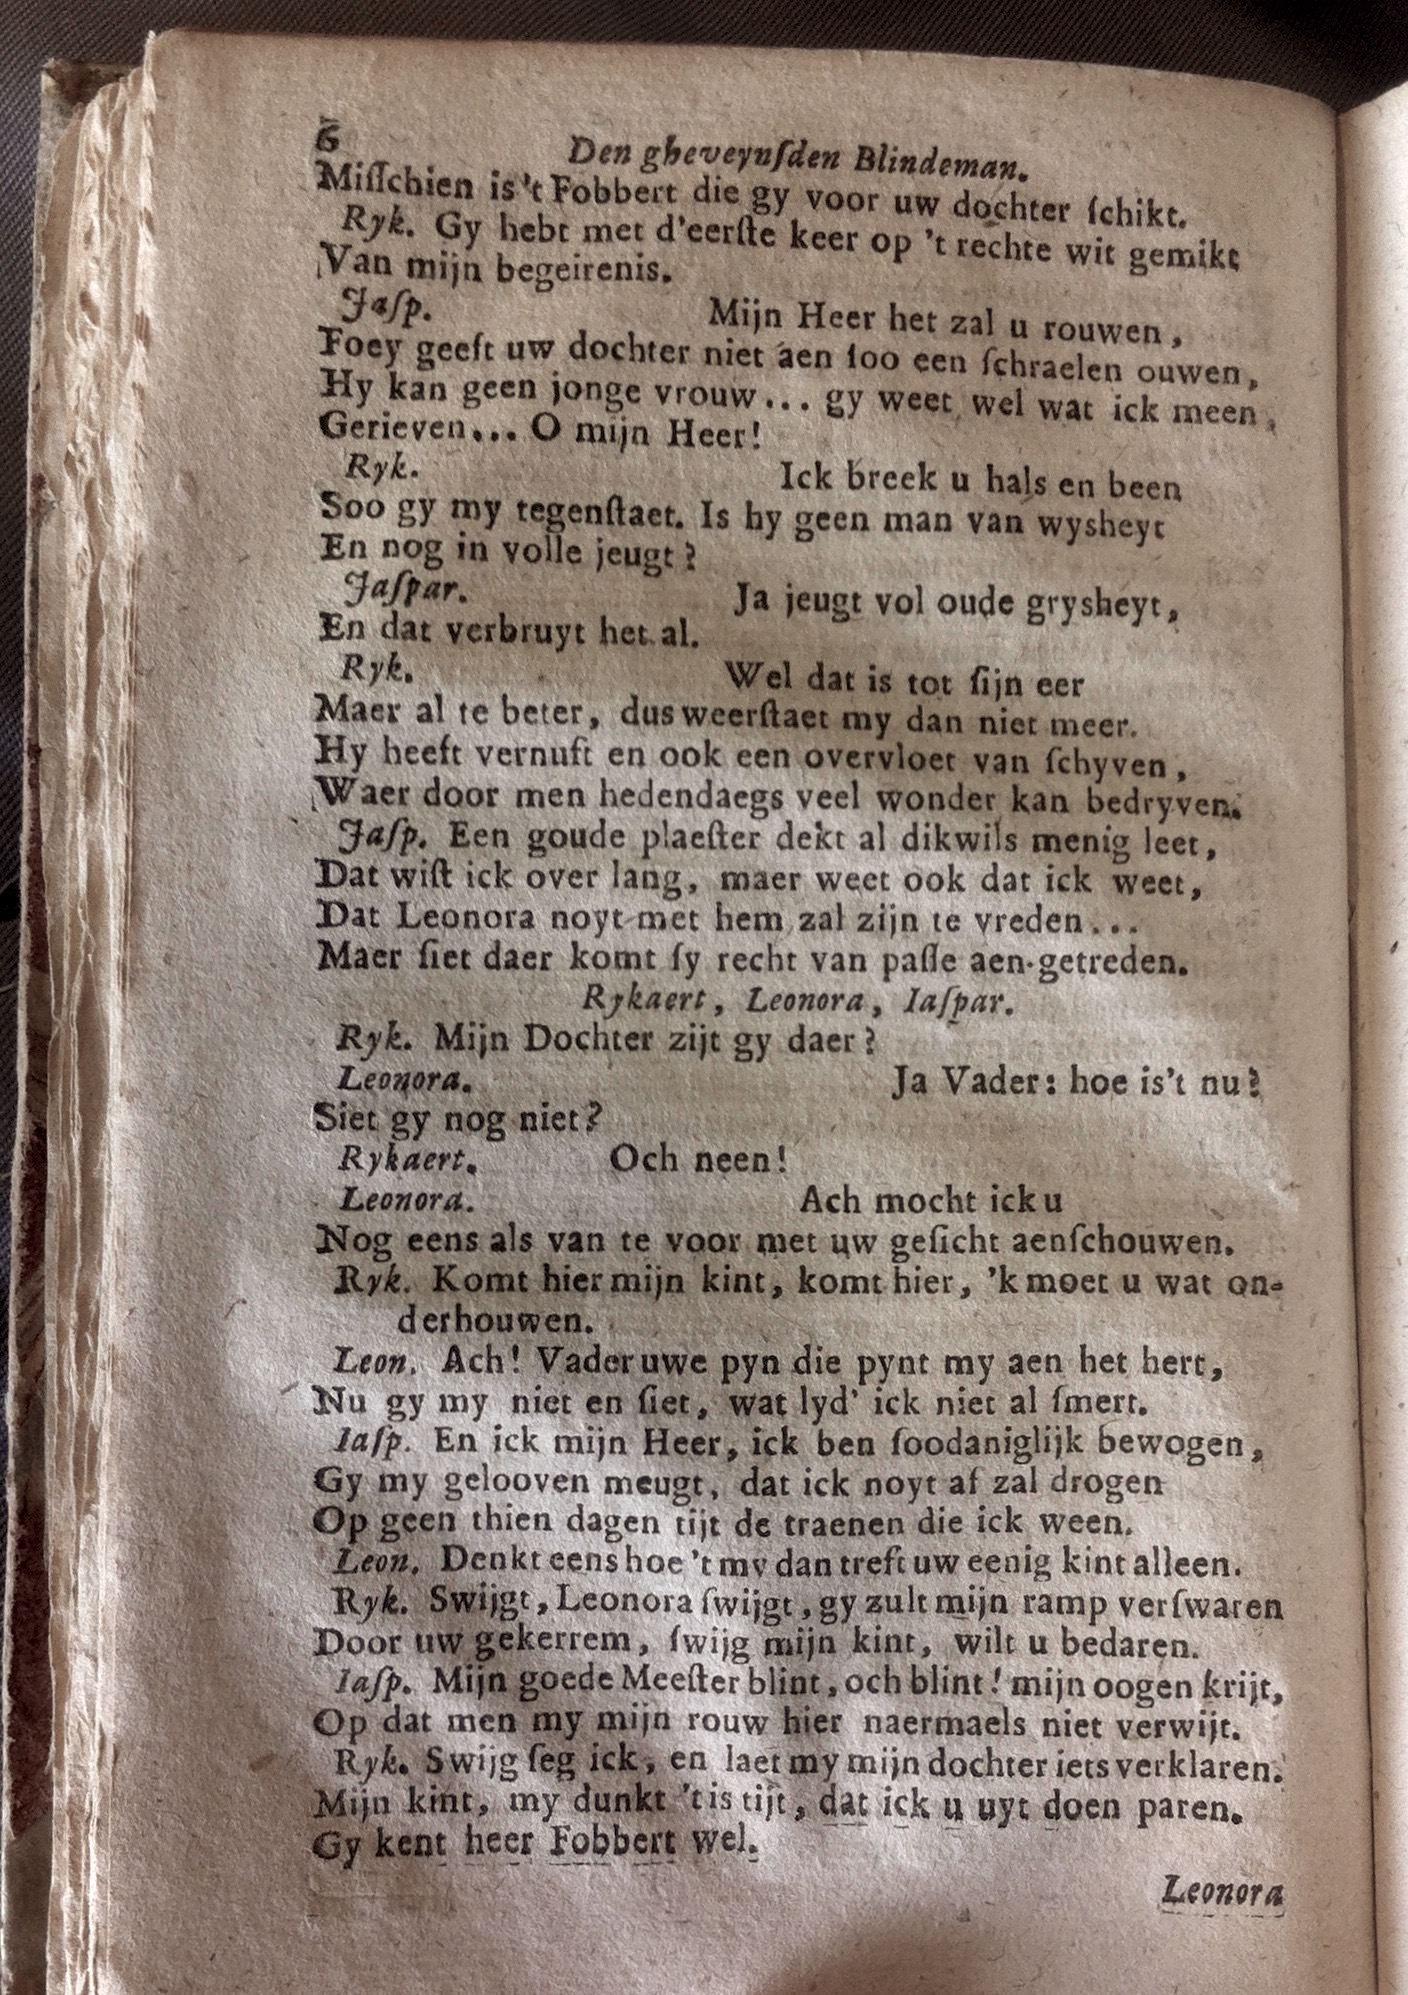 6 Den gheveynſden Blindeman.
Miſſchien is 't Fobbert die gy voor uw dochter ſchikt.
Ryk. Gy hebt met d'eerſte keer op 't rechte wit gemikt
Van mijn begeirenis.
Jaſp. Mijn Heer het zal u rouwen,
Foey geeft uw dochter niet aen ſoo een ſchraelen ouwen,
Hy kan geen jonge vrouw... gy weet wel wat ick meen,
Gerieven... O mijn Heer!
Ryk. Ick breek u hals en been
Soo gy my tegenſtaet. Is hy geen man van wysheyt
En nog in volle jeugt?
Jaſpar. Ja jeugt vol oude grysheyt,
En dat verbruyt het al.
Ryk. Wel dat is tot ſijn eer
Maer al te beter, dus weerſtaet my dan niet meer.
Hy heeft vernuft en ook een overvloet van ſchyven,
Waer door men hedendaegs veel wonder kan bedryven.
Jaſp. Een goude plaeſter dekt al dikwils menig leet,
Dat wiſt ick over lang, maer weet ook dat ick weet,
Dat Leonora noyt met hem zal zijn te vreden...
Maer ſiet daer komt ſy recht van paſſe aen-getreden.
Rykaert, Leonora, Iaſpar.
Ryk. Mijn Dochter zijt gy daer?
Leonora. Ja Vader: hoe is't nu?
Siet gy nog niet?
Rykaert. Och neen!
Leonora. Ach mocht ick u
Nog eens als van te voor met uw geſicht aenſchouwen.
Ryk. Komt hier mijn kint, komt hier, 'k moet u wat on-
derhouwen.
Leon. Ach! Vader uwe pyn die pynt my aen het hert,
Nu gy my niet en ſiet, wat lyd' ick niet al ſmert.
Iaſp. En ick mijn Heer, ick ben ſoodaniglijk bewogen,
Gy my gelooven meugt, dat ick noyt af zal drogen
Op geen thien dagen tijt de traenen die ick ween.
Leon. Denkt eens hoe 't my dan treft uw eenig kint alleen.
Ryk. Swijgt, Leonora ſwijgt, gy zult mijn ramp verſwaren
Door uw gekerrem, ſwijg mijn kint, wilt u bedaren.
Iaſp. Mijn goede Meeſter blint, och blint! mijn oogen krijt,
Op dat men my mijn rouw hier naermaels niet verwijt.
Ryk. Swijg ſeg ick, en laet my mijn dochter iets verklaren.
Mijn kint, my dunkt 't is tijt, dat ick u uyt doen paren.
Gy kent heer Fobbert wel.
Leonora